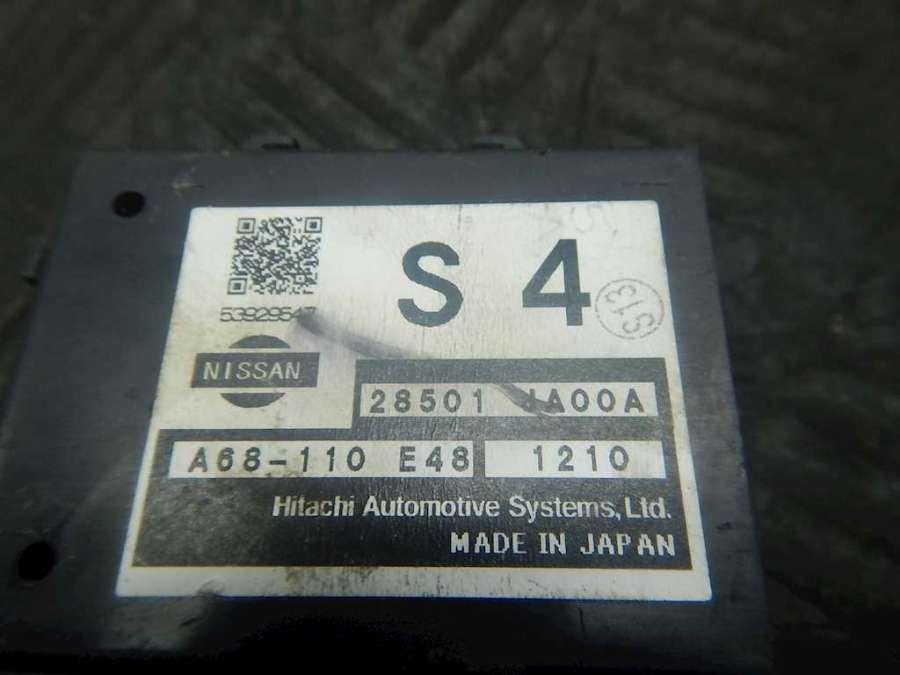 S 4
S13
53929547
NISSAN
28501 JA00A
A68-110 E48 1210
Hitachi Automotive Systems, Ltd.
MADE IN JAPAN